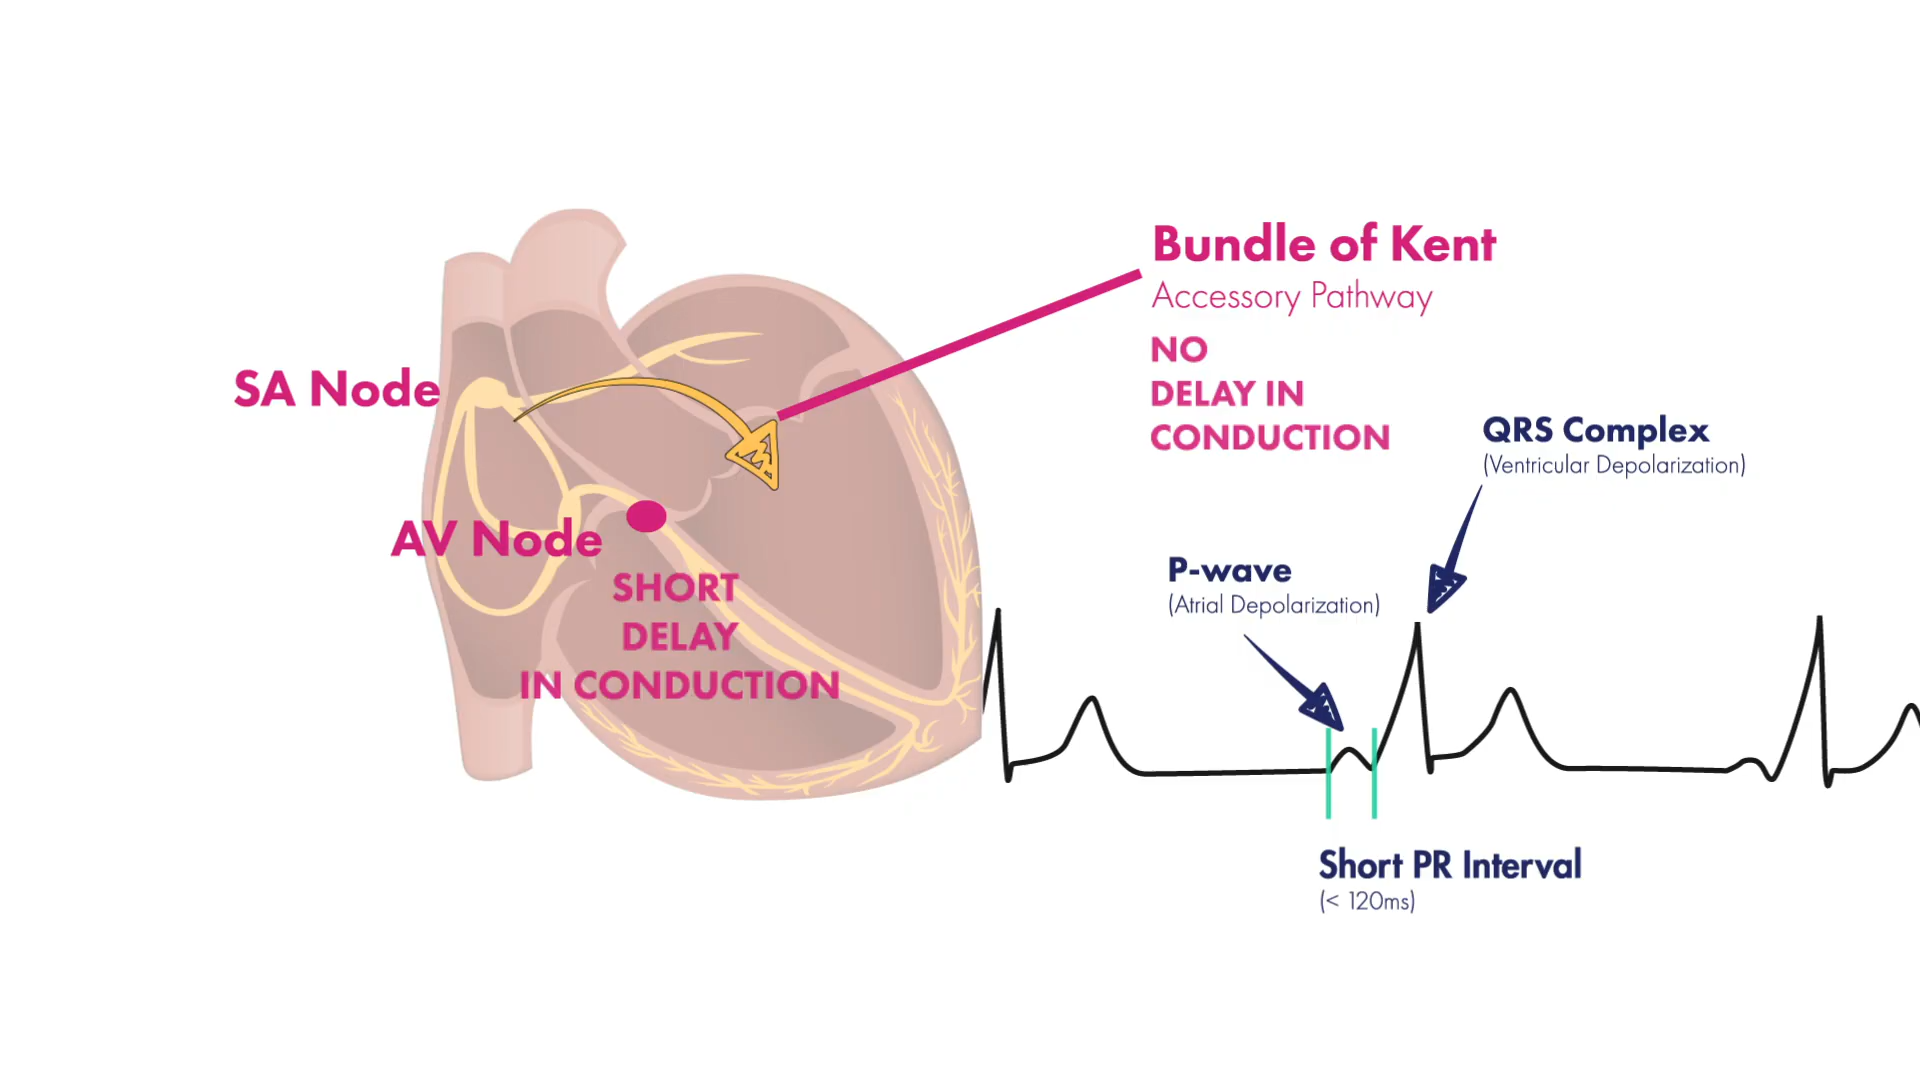 SA Node
AV Node
SHORT
DELAY
IN CONDUCTION
Bundle of Kent
Accessory Pathway
NO
DELAY IN
CONDUCTION
QRS Complex
(Ventricular Depolarization)
P-wave
(Atrial Depolarization)
Short PR Interval
(< 120ms)